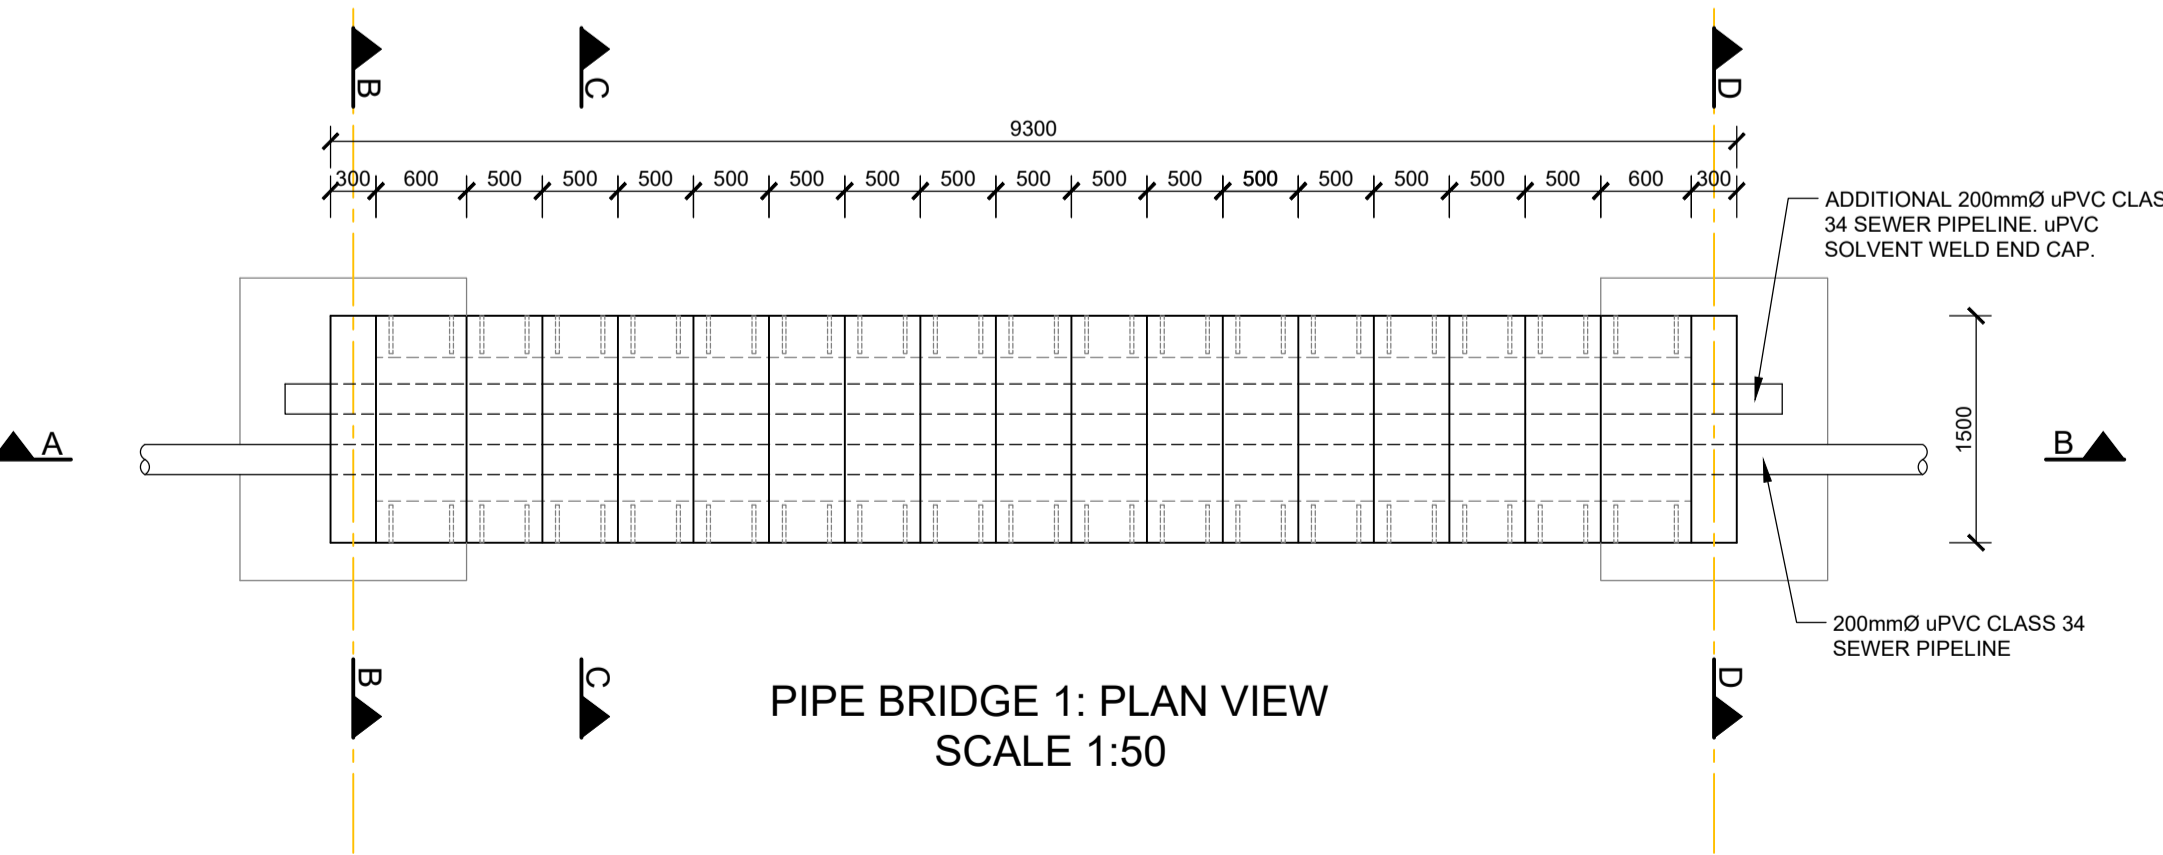 B
C
D
9300
300 600 500 500 500 500 500 500 500 500 500 500 500 500 500 500 500 600 300
ADDITIONAL 200mmØ uPVC CLAS
34 SEWER PIPELINE. uPVC
SOLVENT WELD END CAP.
A
1500
B
200mmØ uPVC CLASS 34
SEWER PIPELINE
B
C
D
PIPE BRIDGE 1: PLAN VIEW
SCALE 1:50